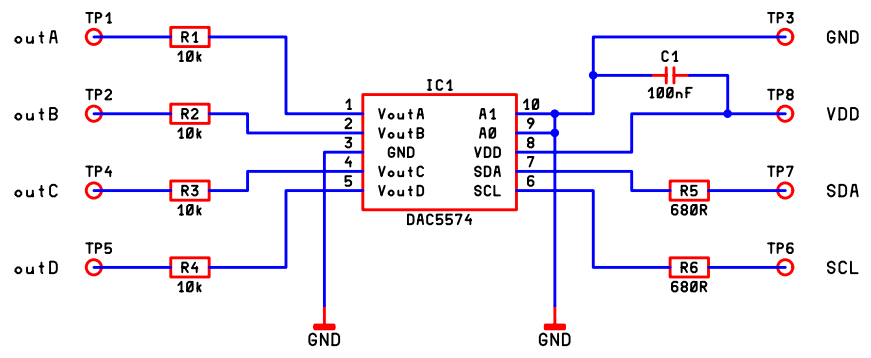 TP1
TP3
outA
R1
GND
10k
C1
TP2
IC1
100nF
TP8
outB
R2
1
VoutA
A1
10
VDD
10k
2
VoutB
A0
9
3
GND
VDD
8
TP4
4
VoutC
SDA
7
TP7
outC
R3
5
VoutD
SCL
6
R5
SDA
10k
DAC5574
680R
TP5
TP6
outD
R4
R6
SCL
10k
680R
GND
GND